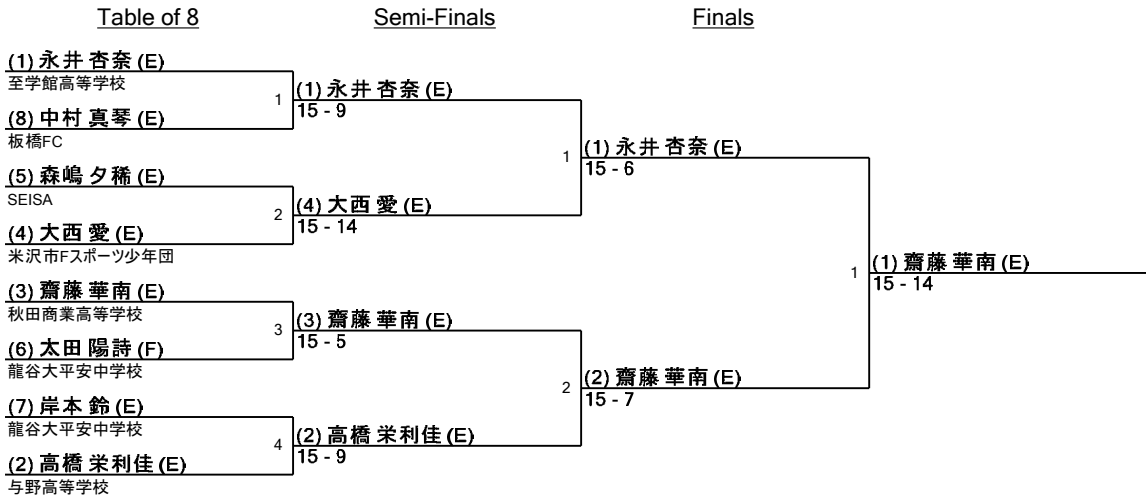 Table of 8
Semi-Finals
Finals
(1) 永井 杏奈 (E)
至学館高等学校
1
(8) 中村 真琴 (E)
板橋FC
(5) 森嶋 夕稀 (E)
SEISA
2
(4) 大西 愛 (E)
米沢市Fスポーツ少年団
(3) 齋藤 華南 (E)
秋田商業高等学校
3
(6) 太田 陽詩 (F)
龍谷大平安中学校
(7) 岸本 鈴 (E)
龍谷大平安中学校
4
(2) 高橋 栄利佳 (E)
与野高等学校
(1) 永井 杏奈 (E)
15 - 9
1
(4) 大西 愛 (E)
15 - 14
(3) 齋藤 華南 (E)
15 - 5
2
(2) 高橋 栄利佳 (E)
15 - 9
(1) 永井 杏奈 (E)
15 - 6
1
(2) 齋藤 華南 (E)
15 - 7
(1) 齋藤 華南 (E)
15 - 14